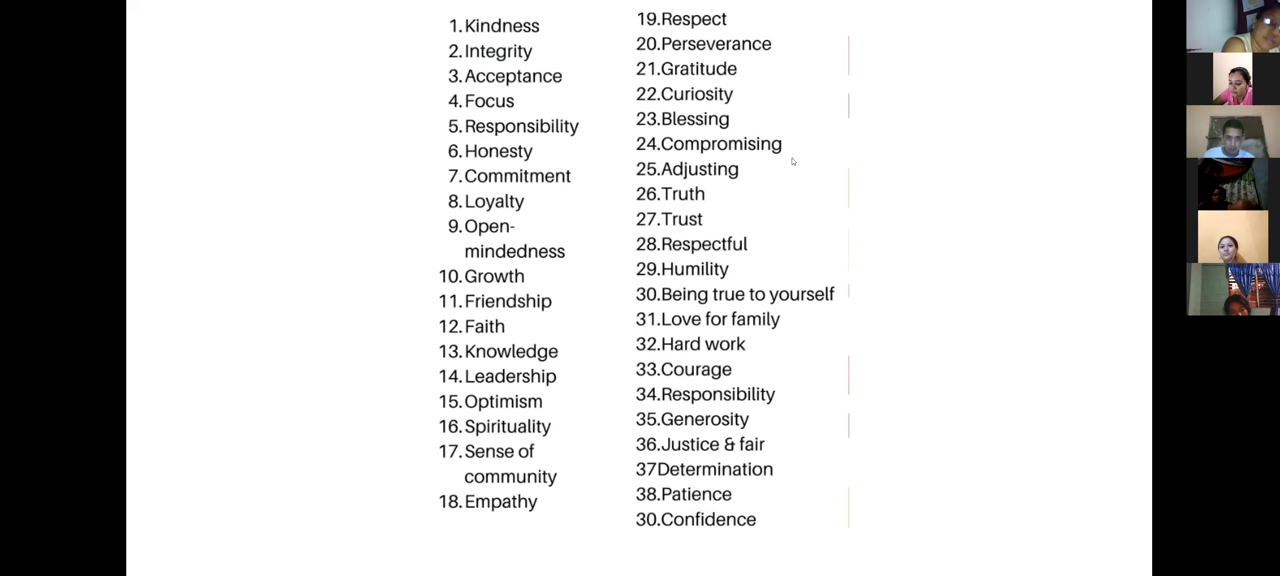 1. Kindness
2. Integrity
3. Acceptance
4. Focus
5. Responsibility
6. Honesty
7. Commitment
8. Loyalty
9. Open-
mindedness
10. Growth
11. Friendship
12. Faith
13. Knowledge
14. Leadership
15. Optimism
16. Spirituality
17. Sense of
community
18. Empathy
19.Respect
20.Perseverance
21.Gratitude
22.Curiosity
23.Blessing
24.Compromising
25.Adjusting
26.Truth
27.Trust
28.Respectful
29.Humility
30.Being true to yourself
31.Love for family
32.Hard work
33.Courage
34.Responsibility
35.Generosity
36.Justice & fair
37Determination
38.Patience
30.Confidence